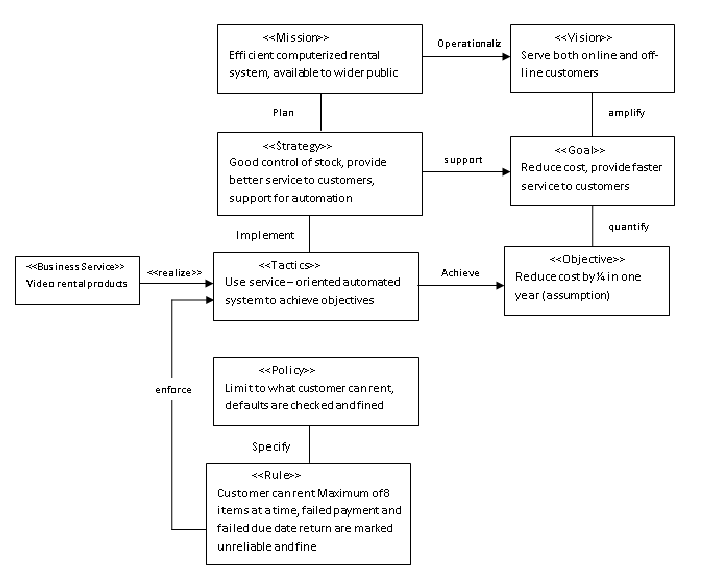 <<Mission>>
Efficient computerized rental
system, available to wider public
Operationaliz
<<Vision>>
Serve both online and off-
line customers
Plan
amplify
<<Strategy>>
Good control of stock, provide
better service to customers,
support for automation
support
<<Goal>>
Reduce cost, provide faster
service to customers
Implement
quantify
<<Business Service>>
Video rental products
<<realize>>
<<Tactics>>
Use service – oriented automated
system to achieve objectives
Achieve
<<Objective>>
Reduce cost by ¼ in one
year (assumption)
enforce
<<Policy>>
Limit to what customer can rent,
defaults are checked and fined
Specify
<<Rule>>
Customer can rent Maximum of 8
items at a time, failed payment and
failed due date return are marked
unreliable and fine